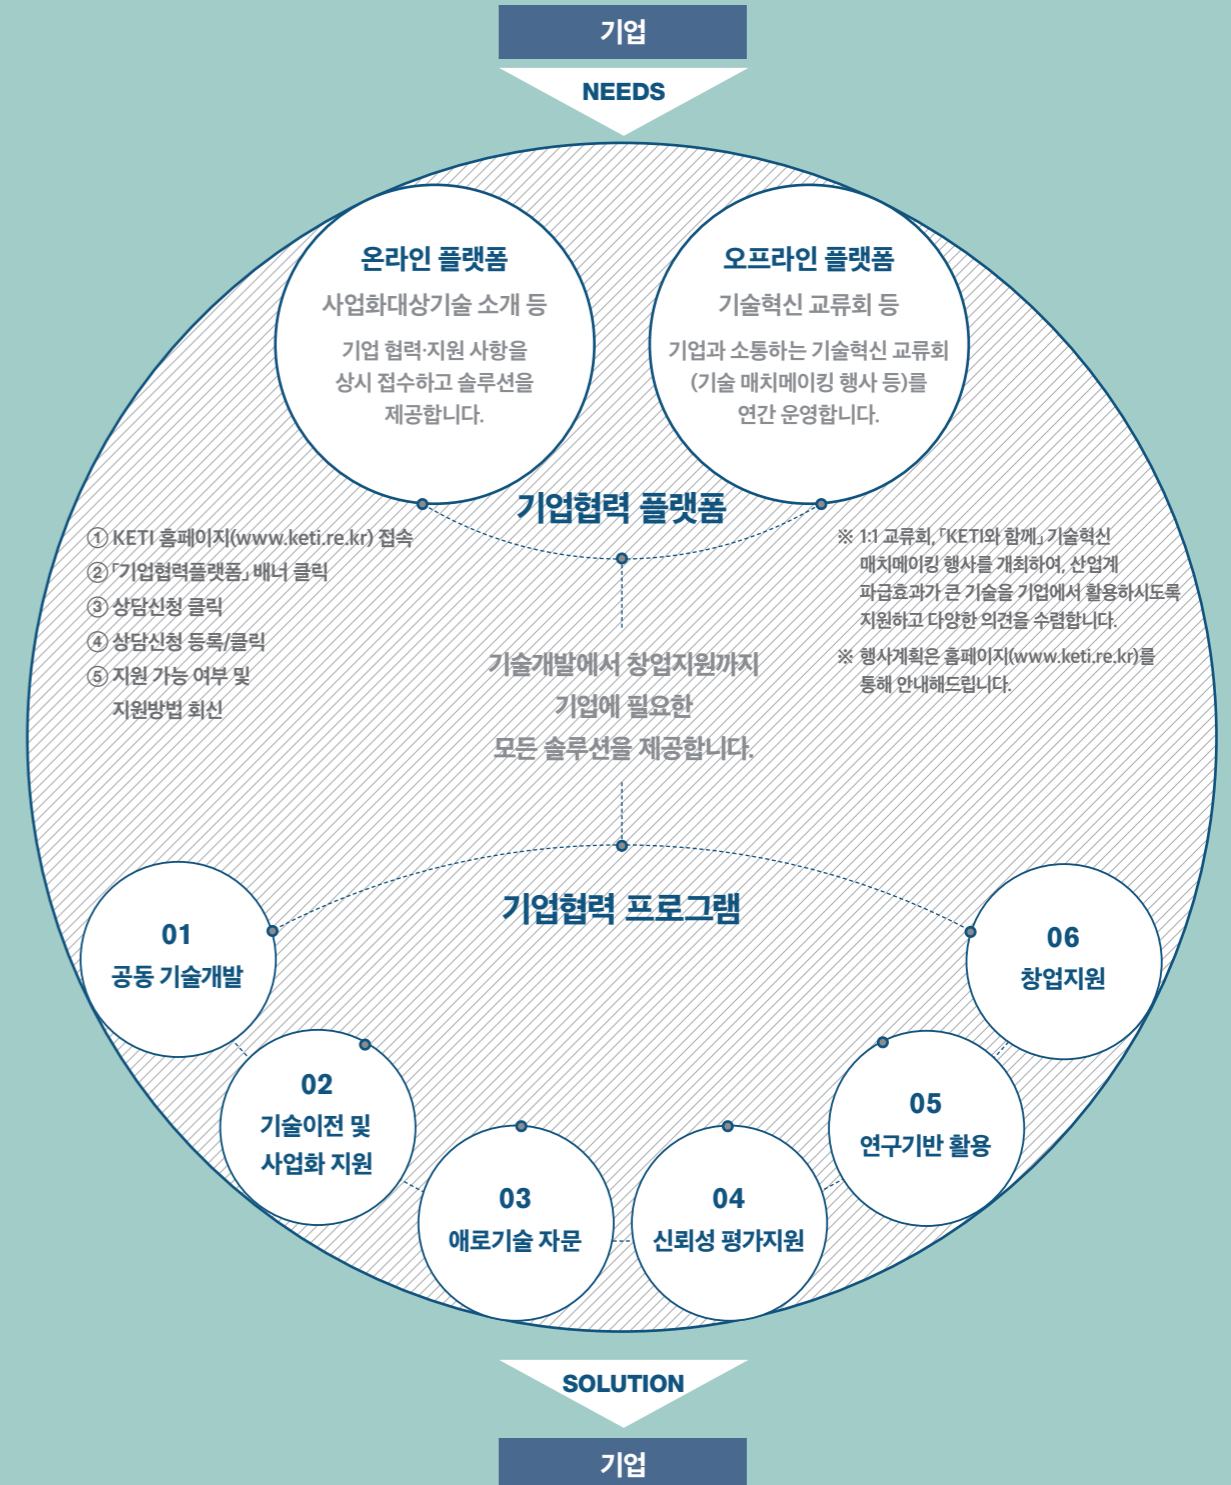 기업
NEEDS
온라인 플랫폼
사업화대상기술 소개 등
기업 협력·지원 사항을
상시 접수하고 솔루션을
제공합니다.
오프라인 플랫폼
기술혁신 교류회 등
기업과 소통하는 기술혁신 교류회
(기술 매치메이킹 행사 등)를
연간 운영합니다.
기업협력 플랫폼
① KETI 홈페이지(www.keti.re.kr) 접속
② 「기업협력플랫폼」 배너 클릭
③ 상담신청 클릭
④ 상담신청 등록/클릭
⑤ 지원 가능 여부 및
지원방법 회신
※ 1:1 교류회, 「KETI와 함께」 기술혁신
매치메이킹 행사를 개최하여, 산업계
파급효과가 큰 기술을 기업에서 활용하시도록
지원하고 다양한 의견을 수렴합니다.
※ 행사계획은 홈페이지(www.keti.re.kr)를
통해 안내해드립니다.
기술개발에서 창업지원까지
기업에 필요한
모든 솔루션을 제공합니다.
기업협력 프로그램
01
공동 기술개발
02
기술이전 및
사업화 지원
03
애로기술 자문
04
신뢰성 평가지원
05
연구기반 활용
06
창업지원
SOLUTION
기업